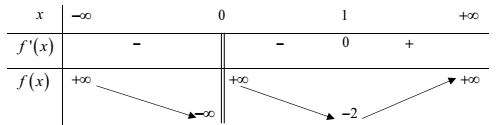 x −∞ 0 1 +∞
f'(x) − − 0 +
f(x) +∞ −∞ +∞ −2 +∞